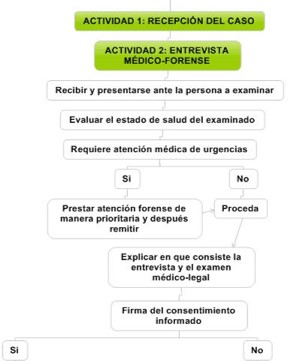 ACTIVIDAD 1: RECEPCIÓN DEL CASO
ACTIVIDAD 2: ENTREVISTA
MÉDICO-FORENSE
Recibir y presentarse ante la persona a examinar
Evaluar el estado de salud del examinado
Requiere atención médica de urgencias
Si
No
Prestar atención forense de
manera prioritaria y después
remitir
Proceda
Explicar en que consiste la
entrevista y el examen
médico-legal
Firma del consentimiento
informado
Si
No